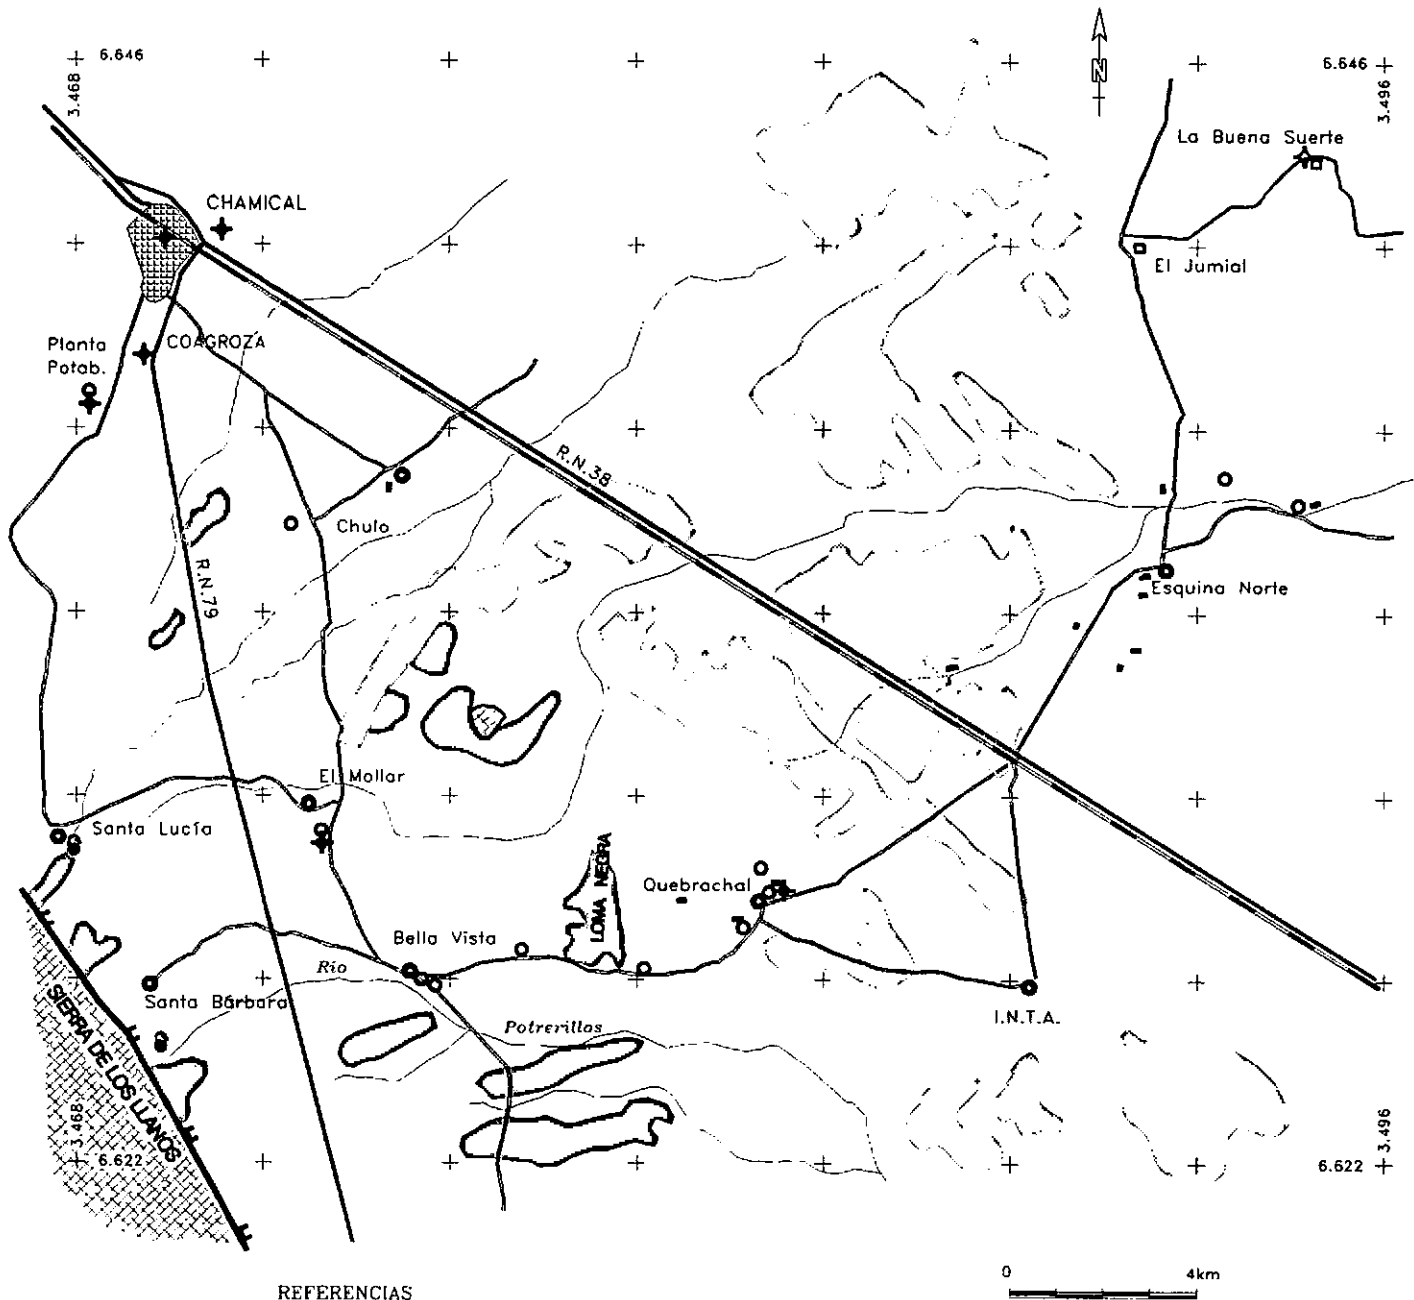 6.646
6.646
3.468
3.496
N
La Buena Suerte
CHAMICAL
El Jumial
Planta
Potab.
COAGROZA
R.N.38
Chulo
R.N.79
Esquina Norte
El Mollar
Santa Lucía
LOMA NEGRA
Quebrachal
Bella Vista
Río
Santa Bárbara
SIERRA DE LOS LLANOS
I.N.T.A.
Potrerillos
3.468
3.496
6.622
6.622
0 4km
REFERENCIAS